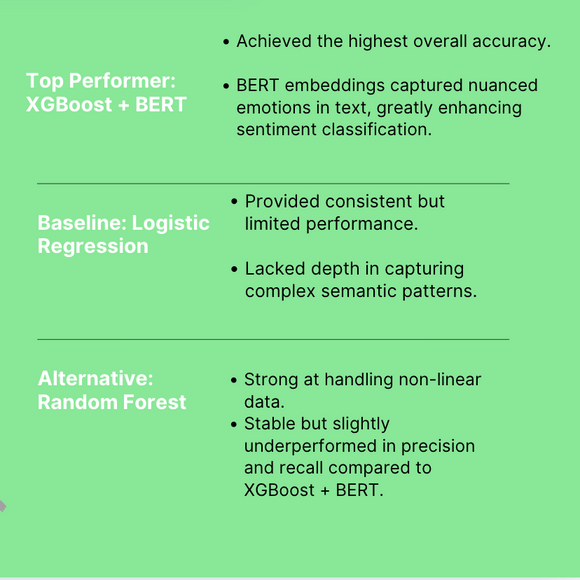 • Achieved the highest overall accuracy.
Top Performer:
XGBoost + BERT
• BERT embeddings captured nuanced
emotions in text, greatly enhancing
sentiment classification.
Baseline: Logistic
Regression
• Provided consistent but
limited performance.
• Lacked depth in capturing
complex semantic patterns.
Alternative:
Random Forest
• Strong at handling non-linear
data.
• Stable but slightly
underperformed in precision
and recall compared to
XGBoost + BERT.